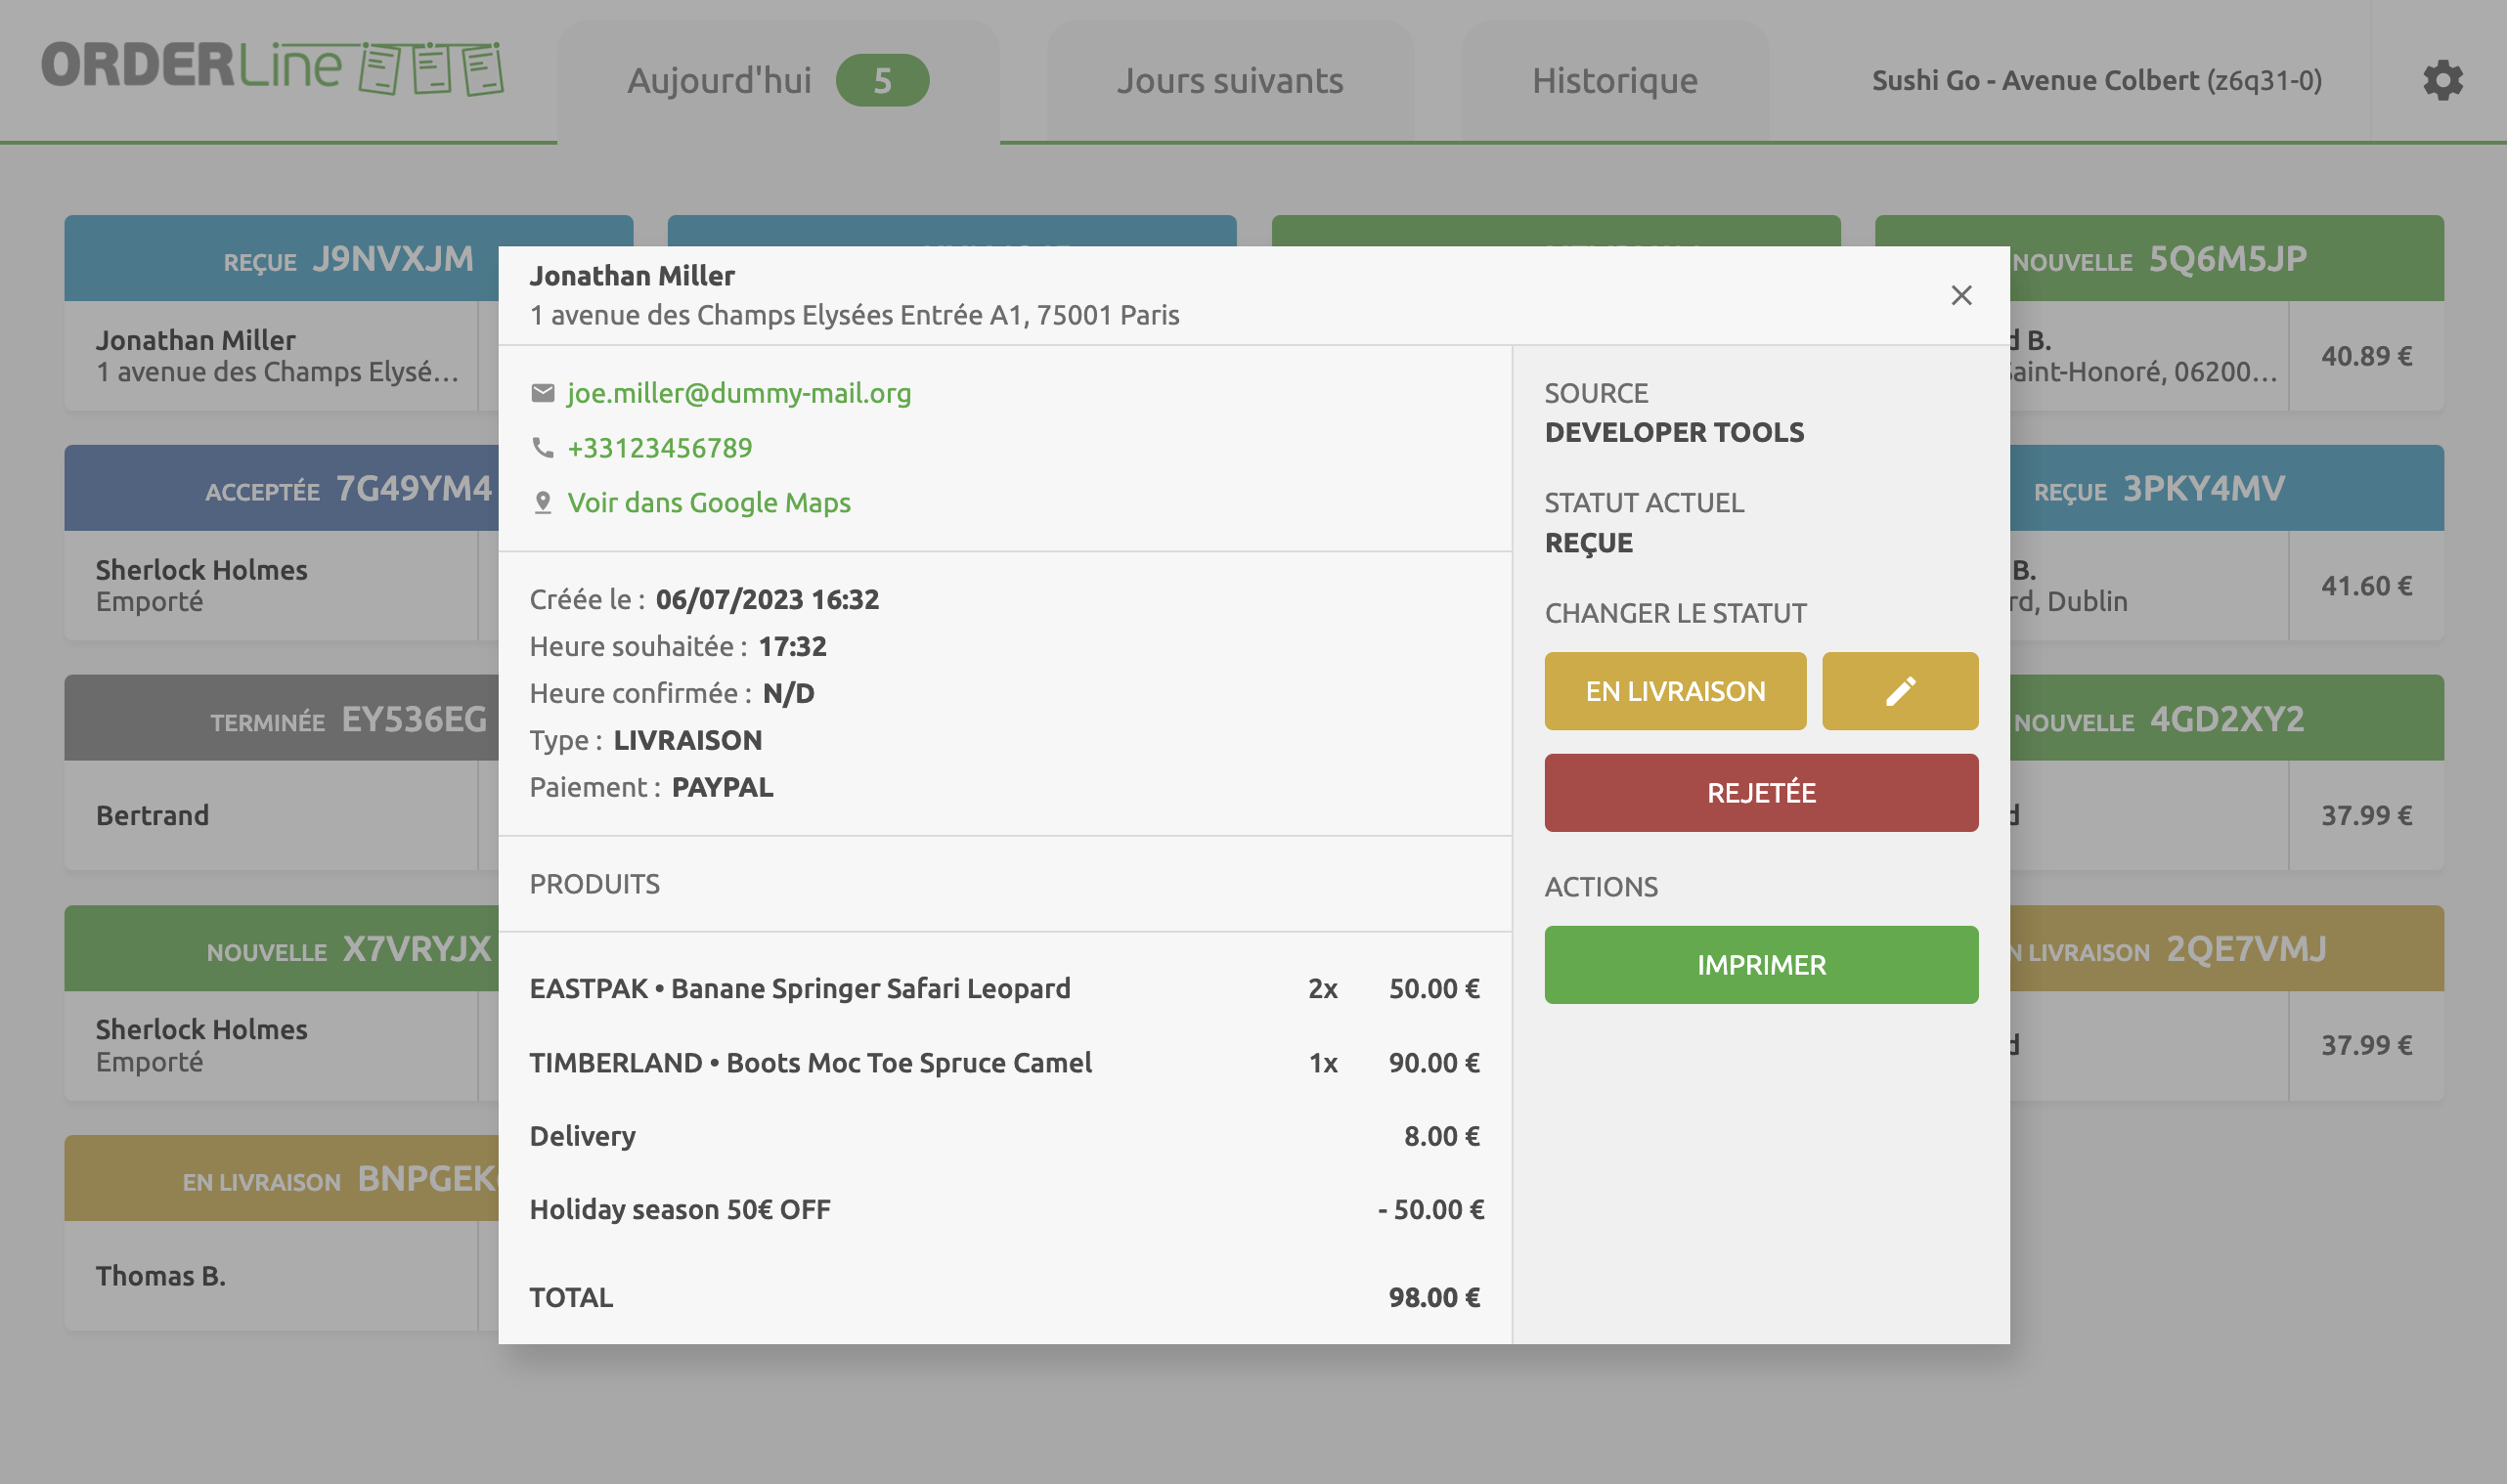 ORDERLine
Aujourd'hui 5
Jours suivants
Historique
Sushi Go - Avenue Colbert (z6q31-0)
REÇUE J9NVXJM
NOUVELLE 5Q6M5JP
Jonathan Miller
1 avenue des Champs Elysé…
B.
Saint-Honoré, 06200…
40.89 €
ACCEPTÉE 7G49YM4
REÇUE 3PKY4MV
Sherlock Holmes
Emporté
B.
Dublin
41.60 €
TERMINÉE EY536EG
NOUVELLE 4GD2XY2
Bertrand
37.99 €
NOUVELLE X7VRYJX
LIVRAISON 2QE7VMJ
Sherlock Holmes
Emporté
37.99 €
EN LIVRAISON BNPGEK
Thomas B.
Jonathan Miller
1 avenue des Champs Elysées Entrée A1, 75001 Paris
joe.miller@dummy-mail.org
+33123456789
Voir dans Google Maps
Créée le : 06/07/2023 16:32
Heure souhaitée : 17:32
Heure confirmée : N/D
Type : LIVRAISON
Paiement : PAYPAL
PRODUITS
EASTPAK • Banane Springer Safari Leopard 2x 50.00 €
TIMBERLAND • Boots Moc Toe Spruce Camel 1x 90.00 €
Delivery 8.00 €
Holiday season 50€ OFF - 50.00 €
TOTAL 98.00 €
SOURCE
DEVELOPER TOOLS
STATUT ACTUEL
REÇUE
CHANGER LE STATUT
EN LIVRAISON
REJETÉE
ACTIONS
IMPRIMER